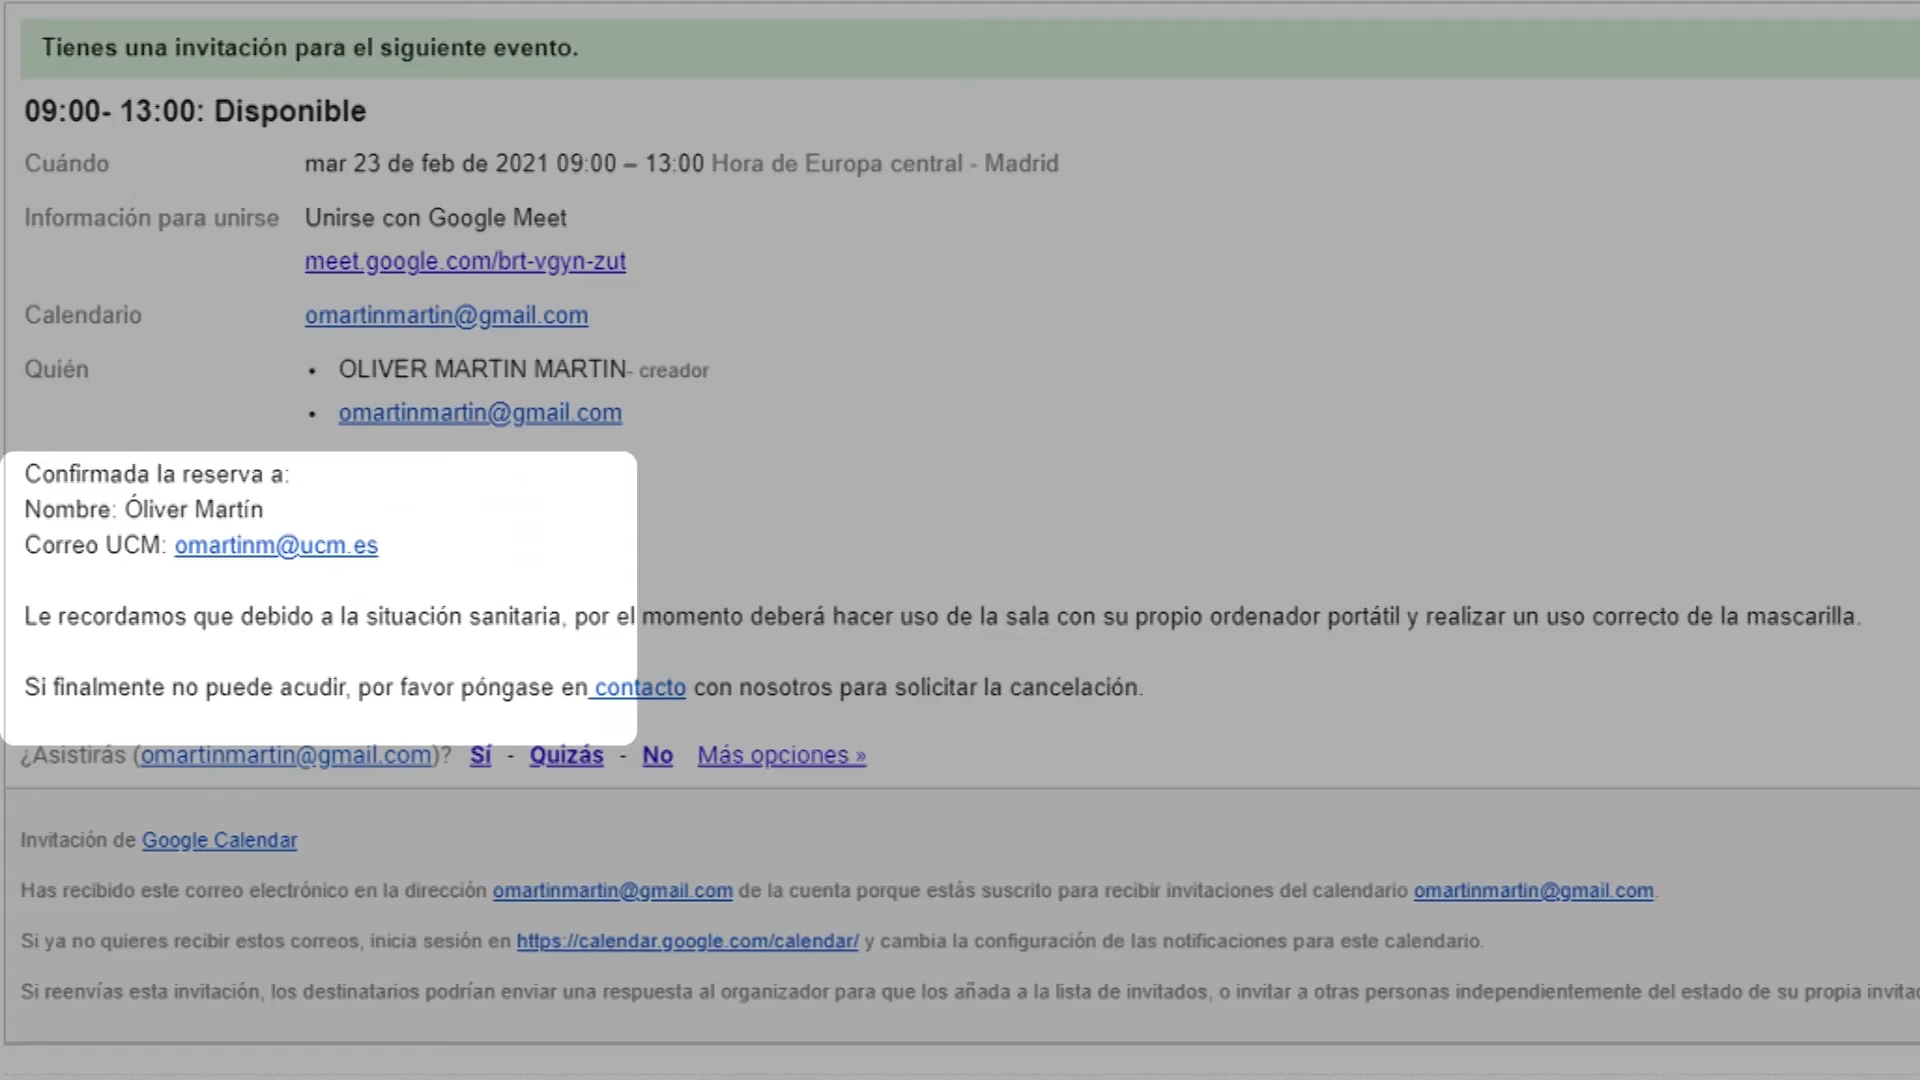 Tienes una invitación para el siguiente evento.
09:00- 13:00: Disponible
Cuándo mar 23 de feb de 2021 09:00 – 13:00 Hora de Europa central - Madrid
Información para unirse Unirse con Google Meet
meet.google.com/brt-vgyn-zut
Calendario omartinmartin@gmail.com
Quién • OLIVER MARTIN MARTIN- creador
• omartinmartin@gmail.com
Confirmada la reserva a:
Nombre: Óliver Martín
Correo UCM: omartinm@ucm.es
Le recordamos que debido a la situación sanitaria, por el momento deberá hacer uso de la sala con su propio ordenador portátil y realizar un uso correcto de la mascarilla.
Si finalmente no puede acudir, por favor póngase en contacto con nosotros para solicitar la cancelación.
¿Asistirás (omartinmartin@gmail.com)? Sí - Quizás - No Más opciones »
Invitación de Google Calendar
Has recibido este correo electrónico en la dirección omartinmartin@gmail.com de la cuenta porque estás suscrito para recibir invitaciones del calendario omartinmartin@gmail.com.
Si ya no quieres recibir estos correos, inicia sesión en https://calendar.google.com/calendar/ y cambia la configuración de las notificaciones para este calendario.
Si reenvías esta invitación, los destinatarios podrían enviar una respuesta al organizador para que los añada a la lista de invitados, o invitar a otras personas independientemente del estado de su propia